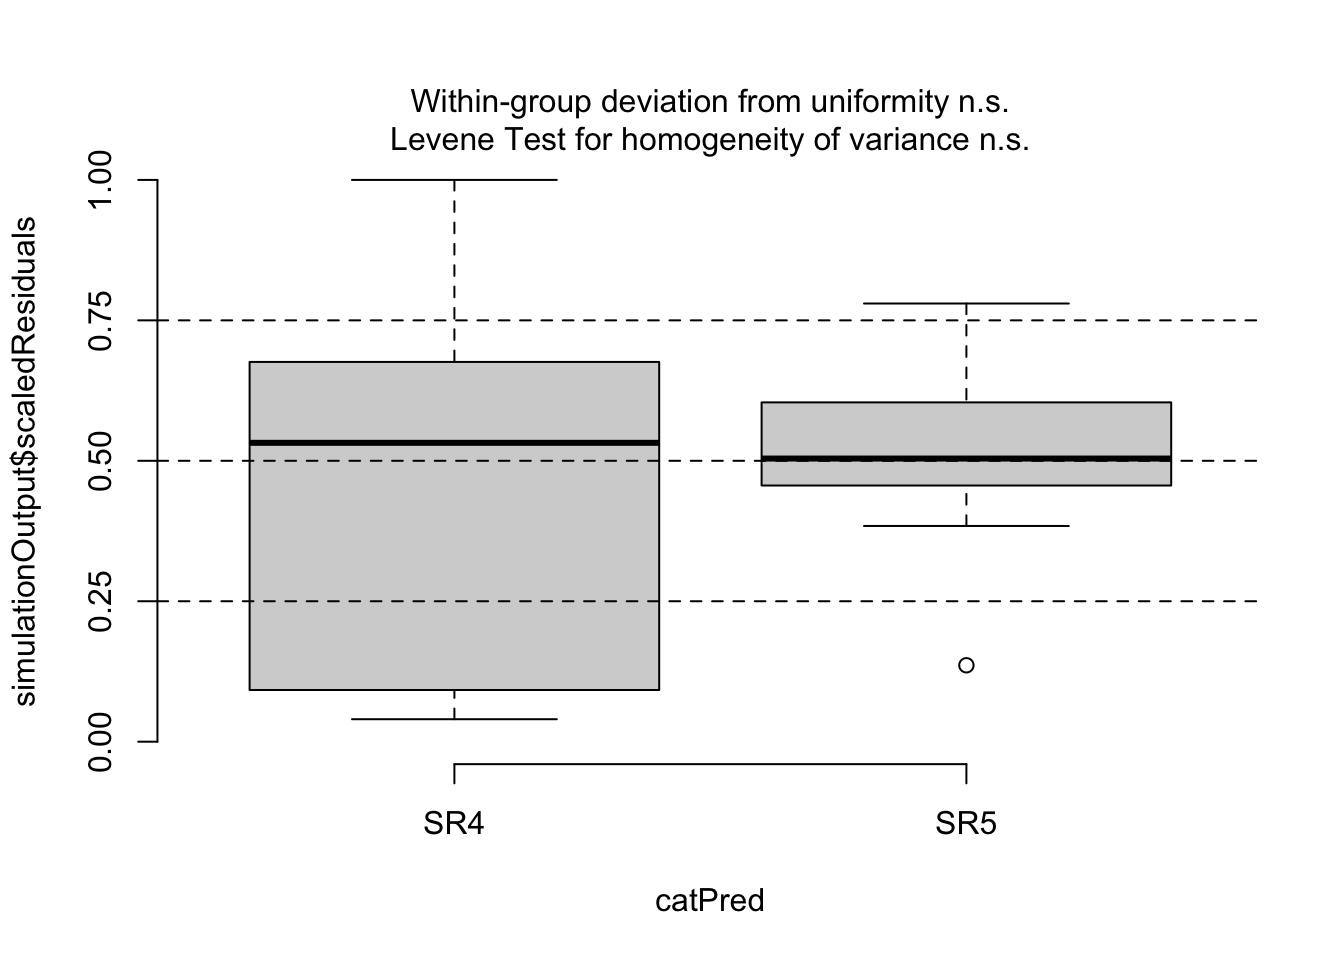 Within-group deviation from uniformity n.s.
Levene Test for homogeneity of variance n.s.
simulationOutput$scaledResiduals
1.00
0.75
0.50
0.25
0.00
SR4
SR5
catPred